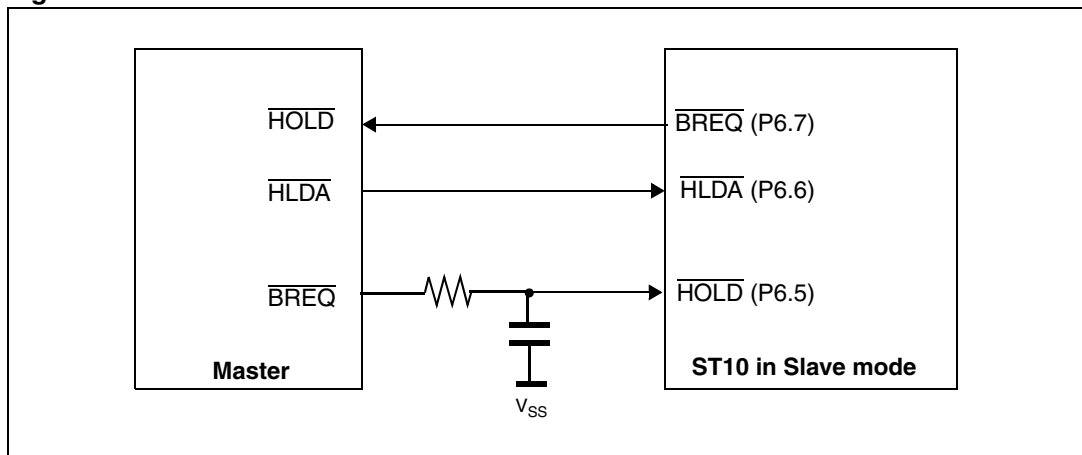 HOLD
BREQ (P6.7)
HLDA
HLDA (P6.6)
BREQ
HOLD (P6.5)
Master
ST10 in Slave mode
VSS